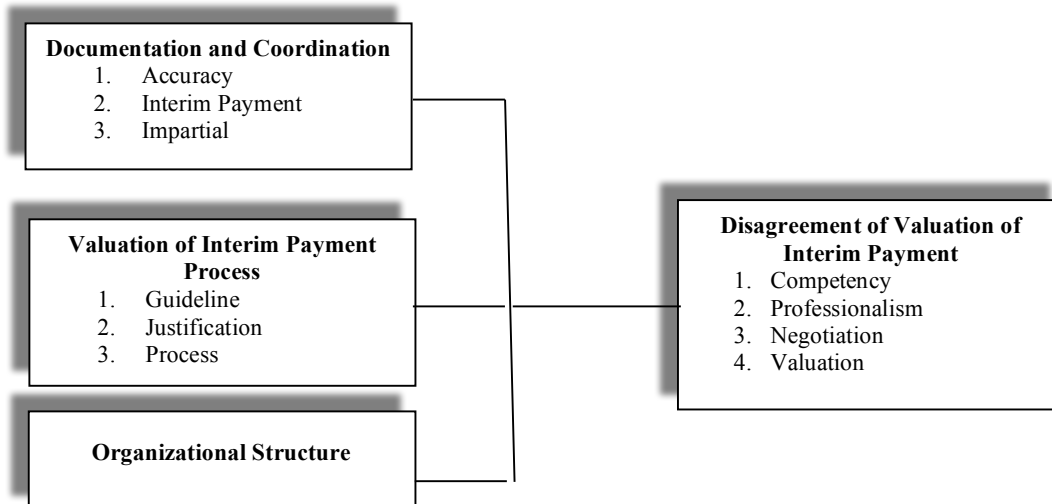 Documentation and Coordination
1. Accuracy
2. Interim Payment
3. Impartial
Valuation of Interim Payment
Process
1. Guideline
2. Justification
3. Process
Organizational Structure
Disagreement of Valuation of
Interim Payment
1. Competency
2. Professionalism
3. Negotiation
4. Valuation